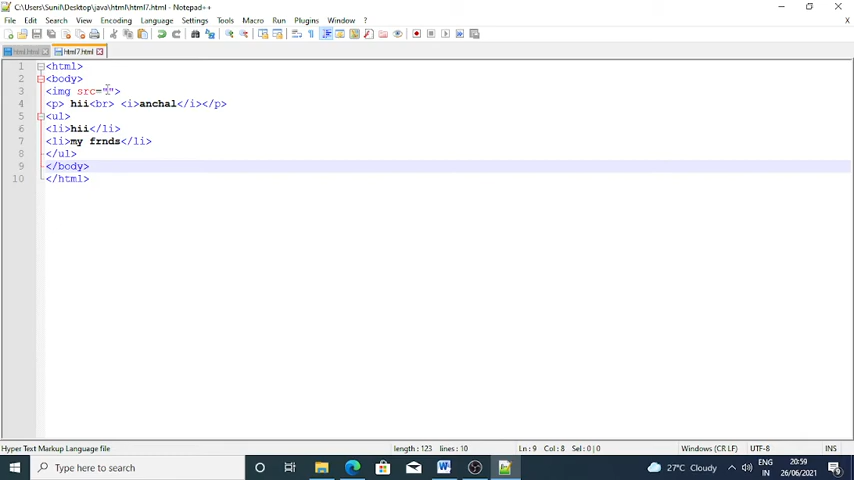 C:\Users\Sunil\Desktop\java\html\html7.html - Notepad++
File Edit Search View Encoding Language Settings Tools Macro Run Plugins Window ? X
html.html html7.html
1 <html>
2 <body>
3 <img src="">
4 <p> hii<br> <i>anchal</i></p>
5 <ul>
6 <li>hii</li>
7 <li>my frnds</li>
8 </ul>
9 </body>
10 </html>
Hyper Text Markup Language file length : 123 lines : 10 Ln : 9 Col : 8 Sel : 0 | 0 Windows (CR LF) UTF-8 INS
Type here to search 27°C Cloudy ENG IN 20:59 26/06/2021